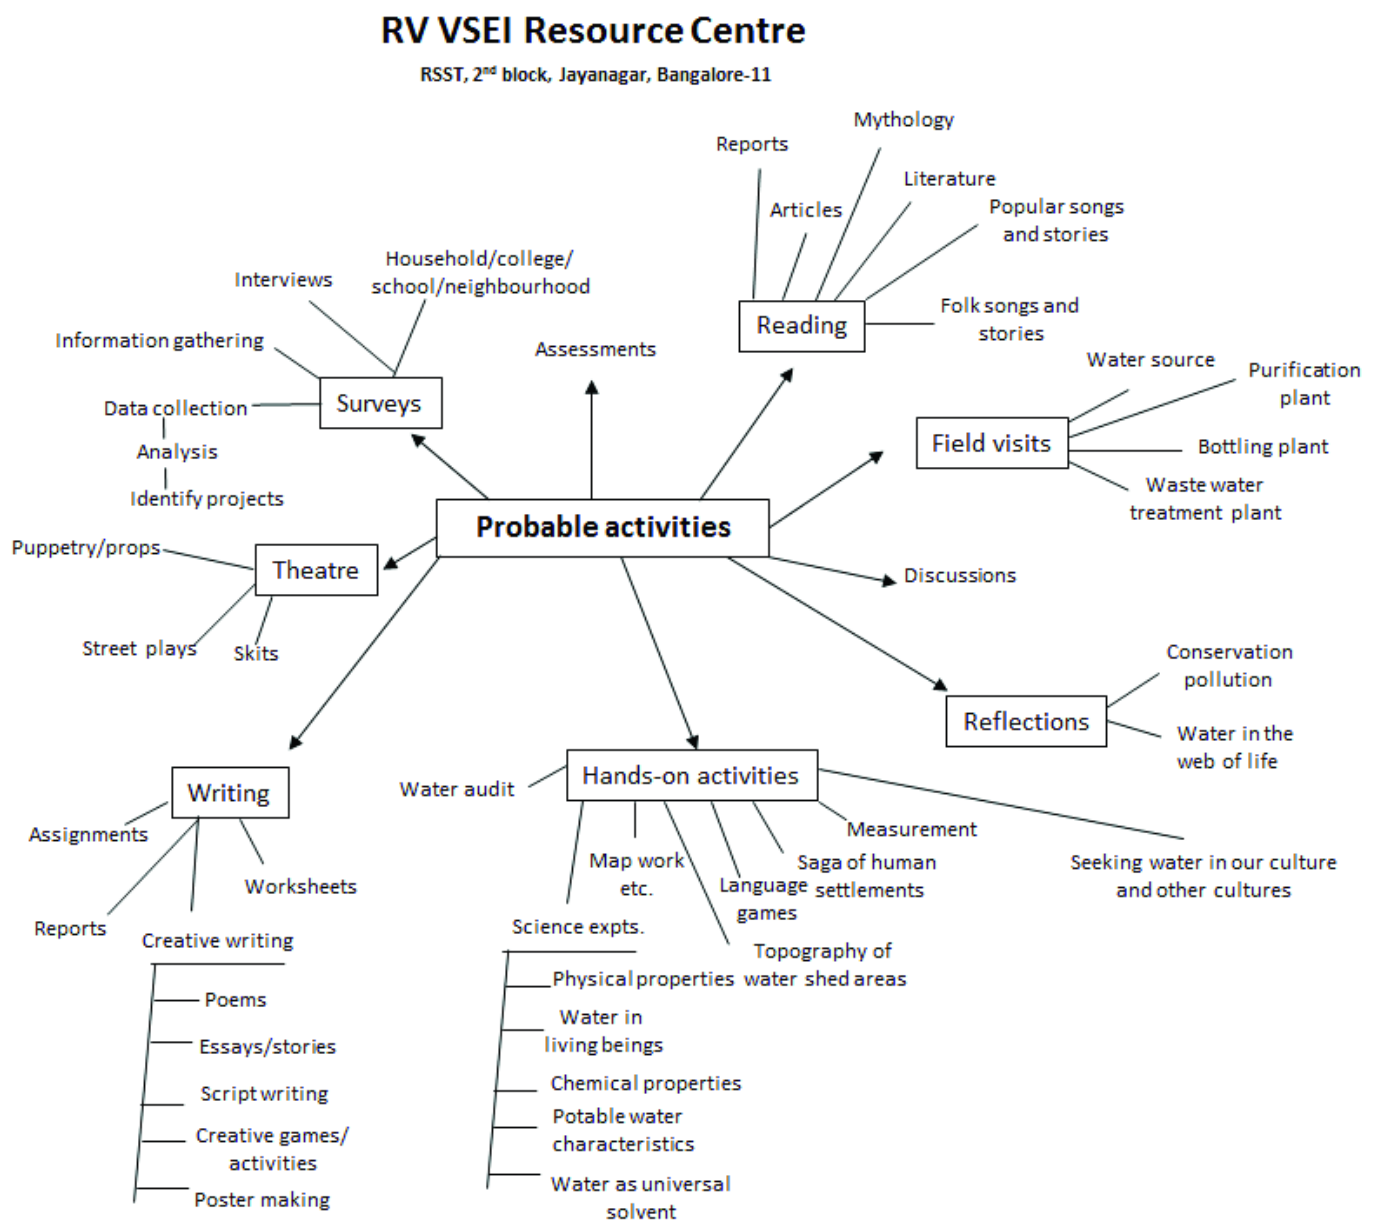 RV VSEI Resource Centre
RSST, 2nd block, Jayanagar, Bangalore-11
Mythology
Reports
Literature
Articles
Popular songs
and stories
Folk songs and
stories
Reading
Household/college/
school/neighbourhood
Interviews
Information gathering
Data collection
Analysis
Identify projects
Surveys
Assessments
Water source
Purification
plant
Bottling plant
Waste water
treatment plant
Field visits
Probable activities
Puppetry/props
Theatre
Street plays
Skits
Discussions
Conservation
pollution
Reflections
Water in the
web of life
Writing
Assignments
Reports
Worksheets
Creative writing
Poems
Essays/stories
Script writing
Creative games/
activities
Poster making
Hands-on activities
Water audit
Measurement
Map work
etc.
Saga of human
settlements
Language
games
Seeking water in our culture
and other cultures
Topography of
water shed areas
Science expts.
Physical properties
Water in
living beings
Chemical properties
Potable water
characteristics
Water as universal
solvent